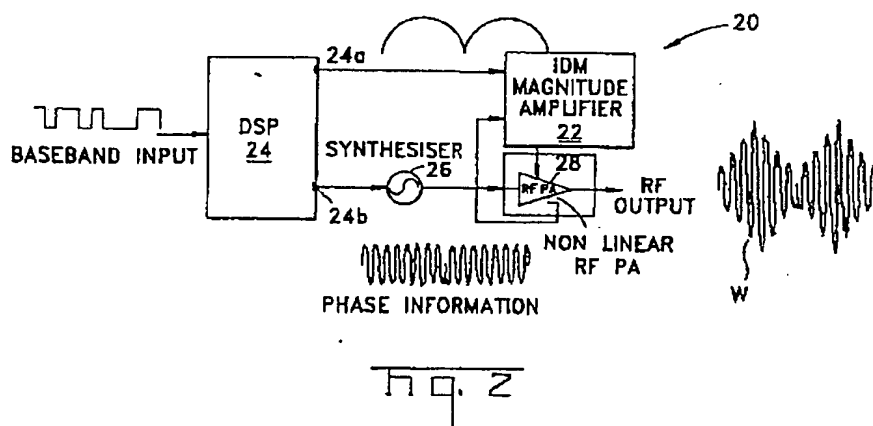 20
24a
IDM
MAGNITUDE
AMPLIFIER
22
DSP
24
BASEBAND INPUT
SYNTHESISER
26
28
RF PA
RF
OUTPUT
24b
NON LINEAR
RF PA
W
PHASE INFORMATION
Fig. 2